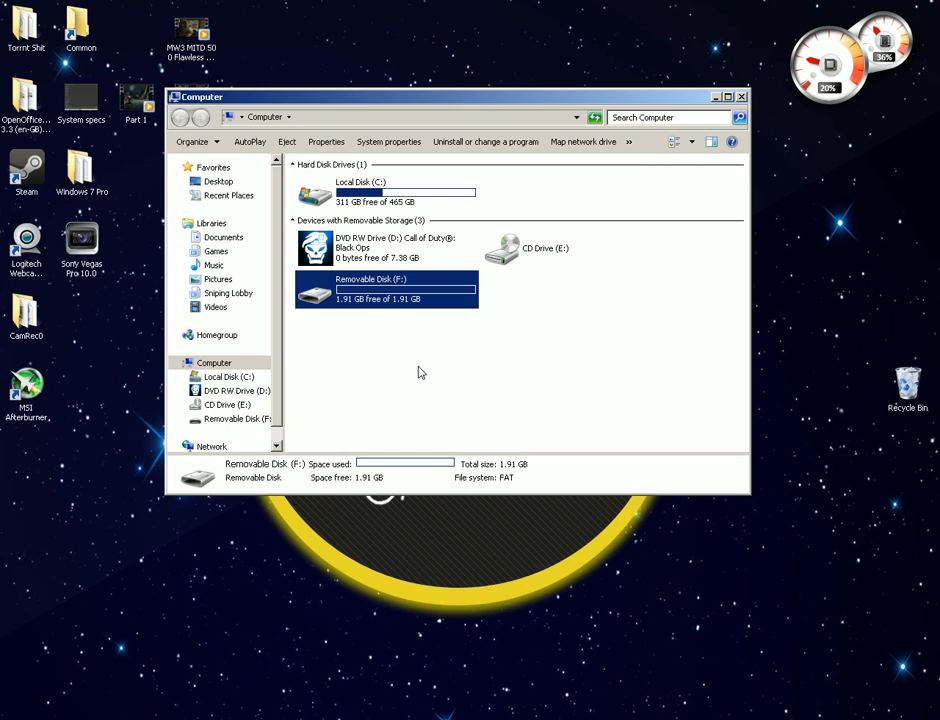 Torrnt Shit
Common
MW3 MITD 50
0 Flawless ...
OpenOffice...
3.3 (en-GB)...
System specs
Part 1
Steam
Windows 7 Pro
Logitech
Webca...
Sony Vegas
Pro 10.0
CamRec0
MSI
Afterburner
36%
20%
Recycle Bin
Computer
Computer
Search Computer
Organize
AutoPlay
Eject
Properties
System properties
Uninstall or change a program
Map network drive
»
Favorites
Desktop
Recent Places
Libraries
Documents
Games
Music
Pictures
Sniping Lobby
Videos
Homegroup
Computer
Local Disk (C:)
DVD RW Drive (D:)
CD Drive (E:)
Removable Disk (F:
Network
Hard Disk Drives (1)
Local Disk (C:)
311 GB free of 465 GB
Devices with Removable Storage (3)
DVD RW Drive (D:) Call of Duty®:
Black Ops
0 bytes free of 7.38 GB
CD Drive (E:)
Removable Disk (F:)
1.91 GB free of 1.91 GB
Removable Disk (F:) Space used: Total size: 1.91 GB
Removable Disk Space free: 1.91 GB File system: FAT